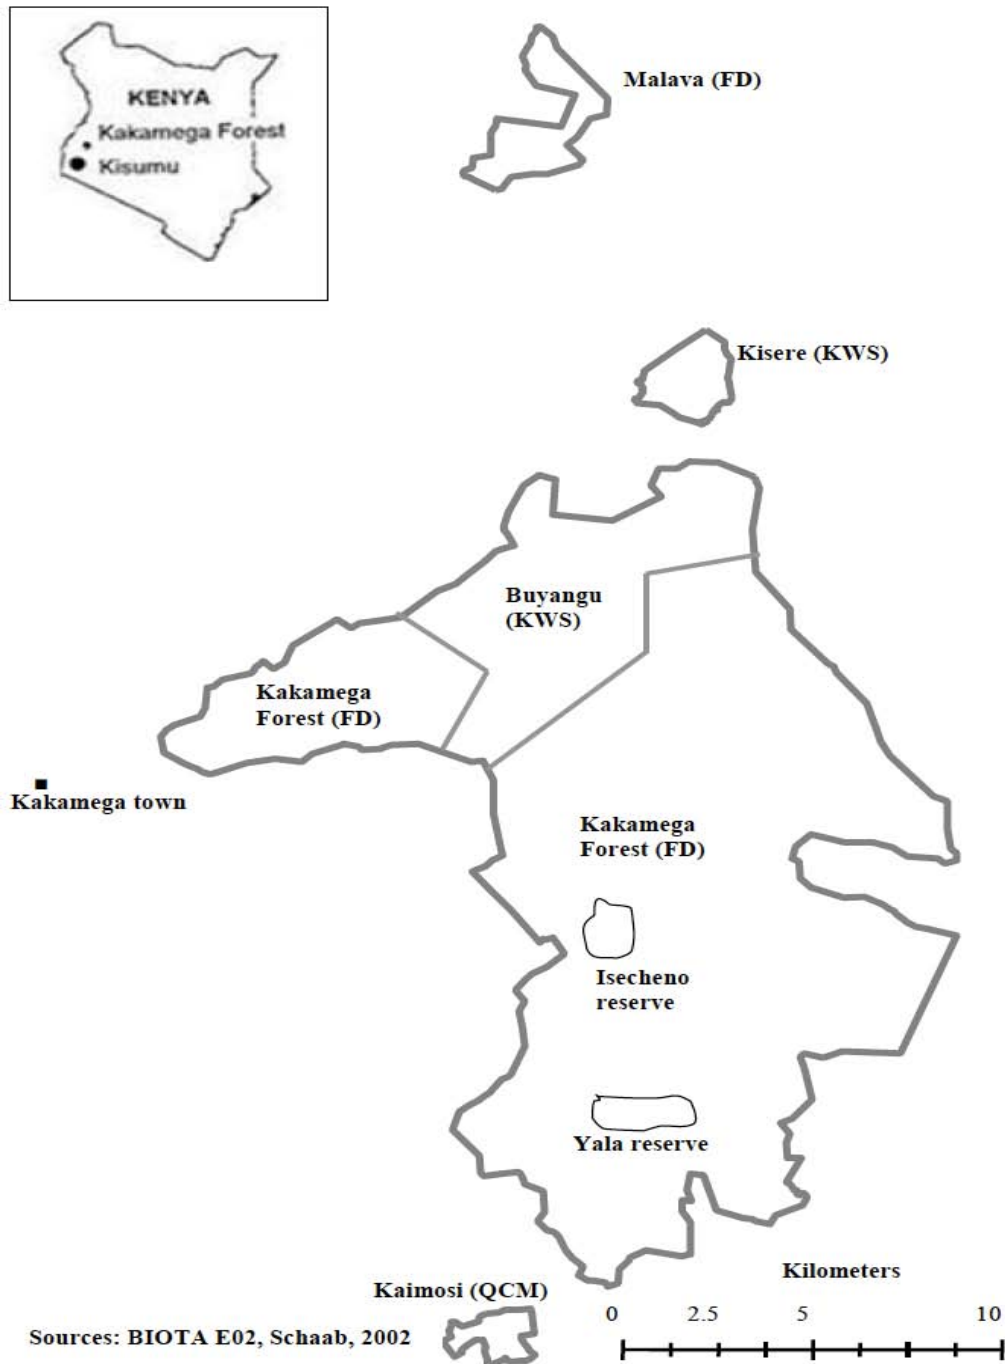 KENYA
Kakamega Forest
Kisumu
Malava (FD)
Kisere (KWS)
Buyangu
(KWS)
Kakamega
Forest (FD)
Kakamega town
Kakamega
Forest (FD)
Isecheno
reserve
Yala reserve
Kilometers
Kaimosi (QCM)
0 2.5 5 10
Sources: BIOTA E02, Schaab, 2002